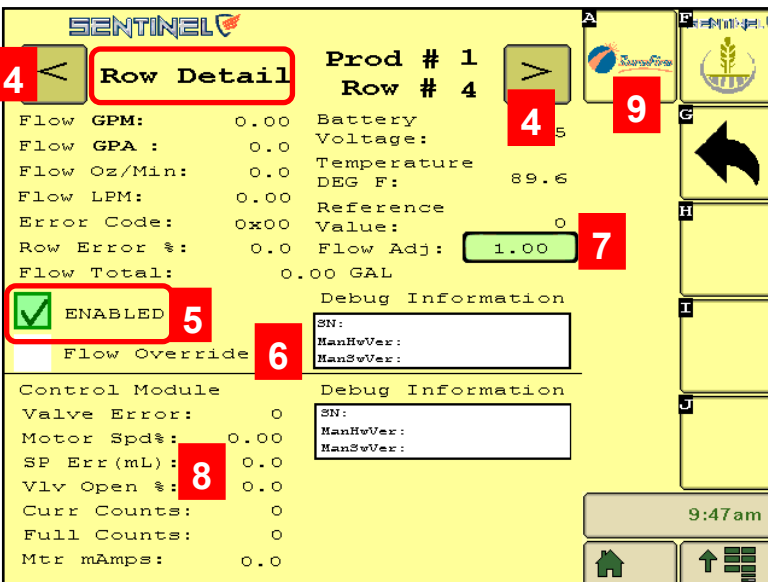 SENTINEL
A
F
4
<
Row Detail
Prod # 1
Row # 4
>
4
SureFire
9
Flow GPM: 0.00
Flow GPA : 0.0
Flow Oz/Min: 0.0
Flow LPM: 0.00
Error Code: 0x00
Row Error %: 0.0
Flow Total: 0.00 GAL
Battery
Voltage: 5
Temperature
DEG F: 89.6
Reference
Value: 0
Flow Adj: 1.00
7
G
H
I
J
ENABLED
5
Flow Override
6
Debug Information
SN:
ManHwVer:
ManSwVer:
Control Module
Valve Error: 0
Motor Spd%: 0.00
SP Err(mL): 0.0
Vlv Open %: 0.0
8
Curr Counts: 0
Full Counts: 0
Mtr mAmps: 0.0
Debug Information
SN:
ManHwVer:
ManSwVer:
9:47am